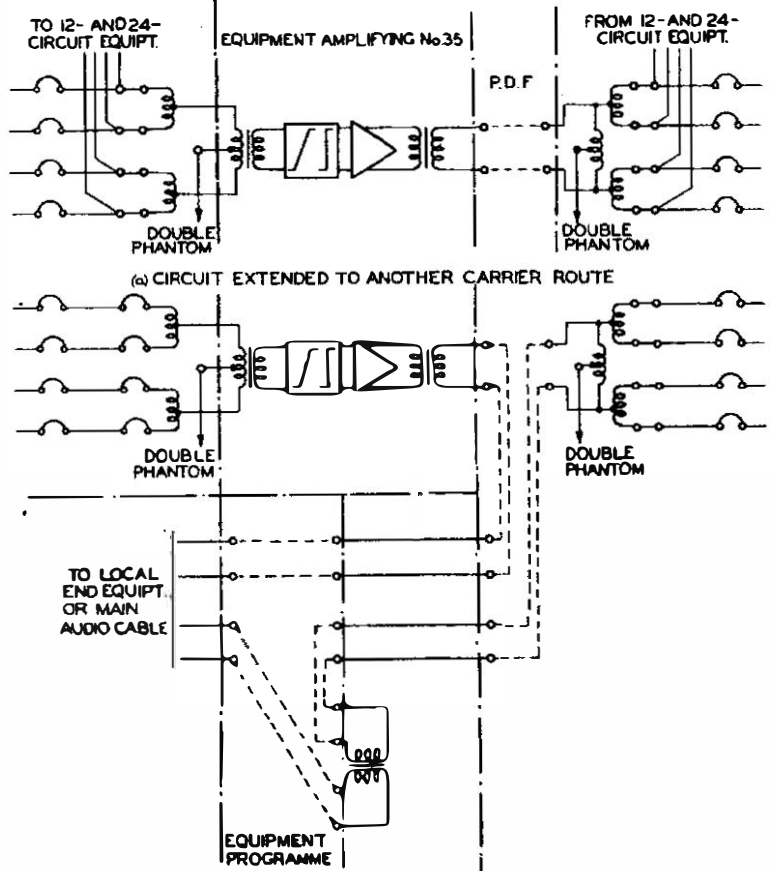 TO 12- AND 24-
CIRCUIT EQUIPT.
EQUIPMENT AMPLIFYING No.35
P.D.F
FROM 12- AND 24-
CIRCUIT EQUIPT.
DOUBLE
PHANTOM
DOUBLE
PHANTOM
(a) CIRCUIT EXTENDED TO ANOTHER CARRIER ROUTE
DOUBLE
PHANTOM
DOUBLE
PHANTOM
TO LOCAL
END EQUIPT.
OR MAIN
AUDIO CABLE
EQUIPMENT
PROGRAMME